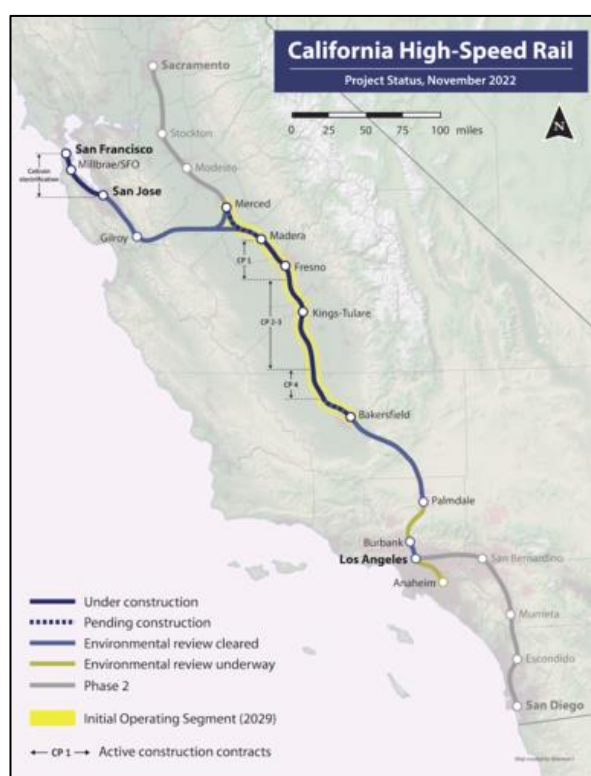 California High-Speed Rail
Project Status, November 2022
0 25 50 75 100 miles
N
Sacramento
Stockton
Modesto
San Francisco
Millbrae/SFO
Caltrain
electrification
San Jose
Gilroy
Merced
Madera
CP 1
Fresno
CP 2-3
Kings-Tulare
CP 4
Bakersfield
Palmdale
Burbank
Los Angeles
San Bernardino
Anaheim
Murrieta
Escondido
San Diego
Under construction
Pending construction
Environmental review cleared
Environmental review underway
Phase 2
Initial Operating Segment (2029)
CP 1 Active construction contracts